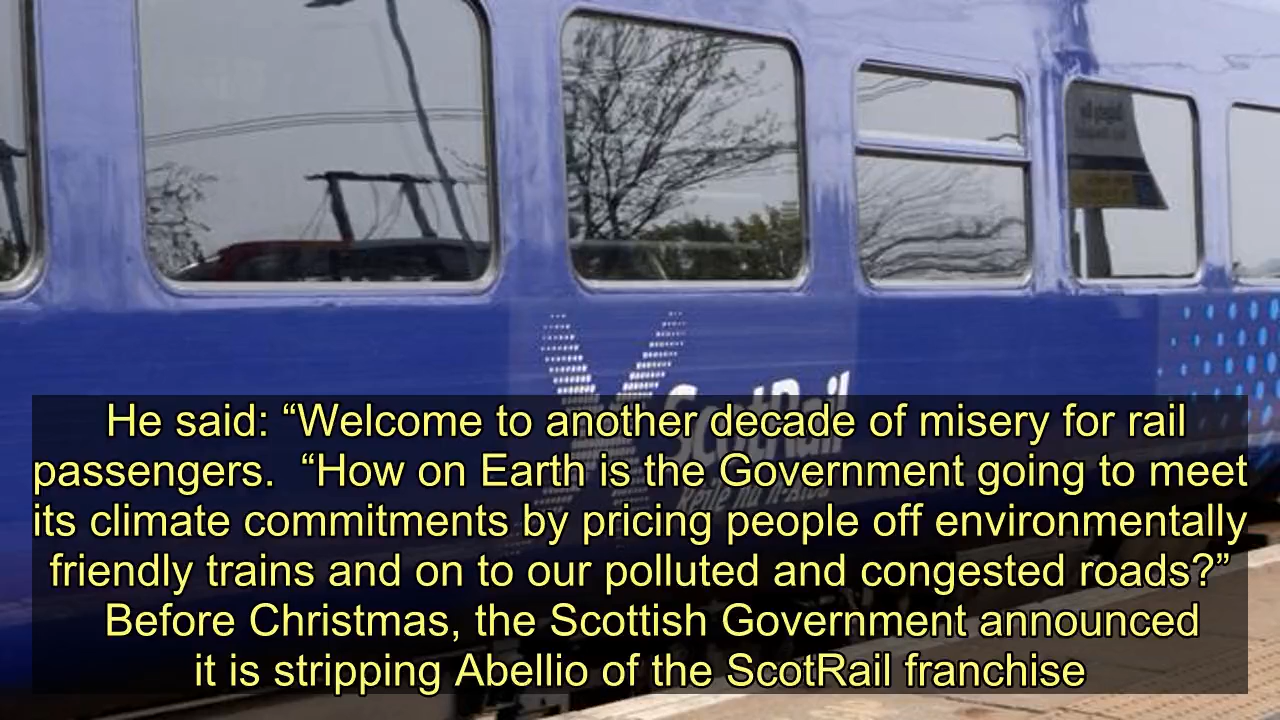 ScotRail
He said: “Welcome to another decade of misery for rail
passengers.  “How on Earth is the Government going to meet
its climate commitments by pricing people off environmentally
friendly trains and on to our polluted and congested roads?”
Before Christmas, the Scottish Government announced
it is stripping Abellio of the ScotRail franchise